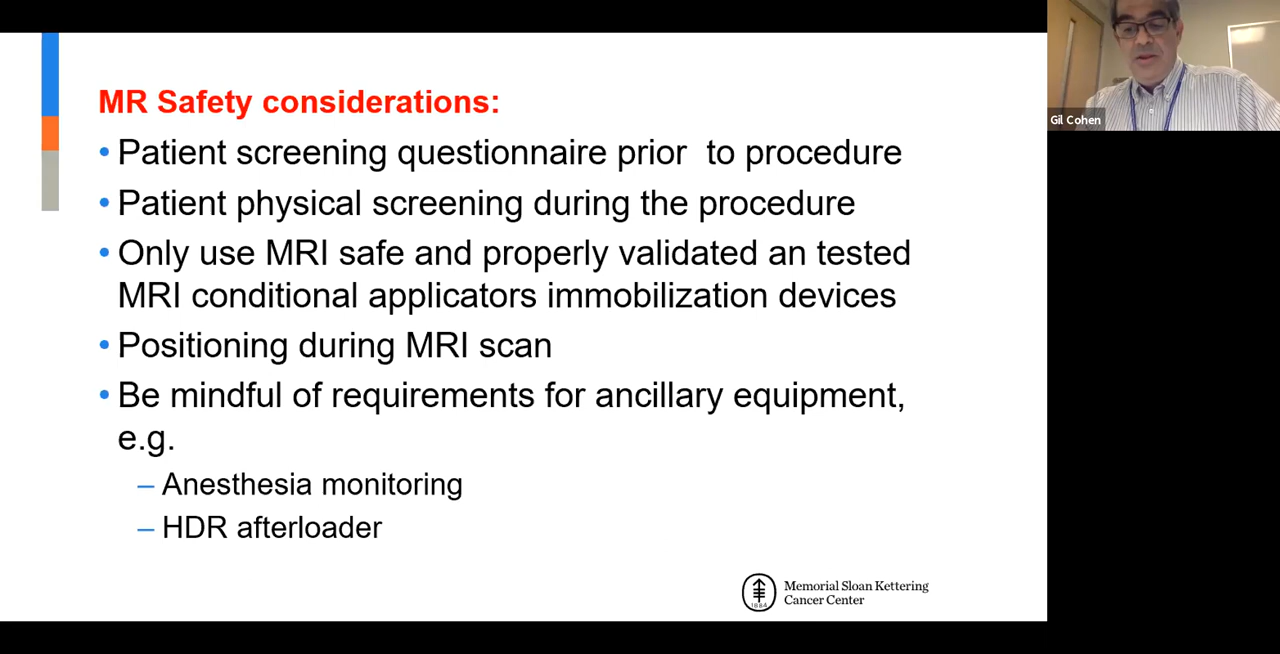 MR Safety considerations:
• Patient screening questionnaire prior  to procedure
• Patient physical screening during the procedure
• Only use MRI safe and properly validated an tested
MRI conditional applicators immobilization devices
• Positioning during MRI scan
• Be mindful of requirements for ancillary equipment,
e.g.
– Anesthesia monitoring
– HDR afterloader
1884
Memorial Sloan Kettering
Cancer Center
Gil Cohen